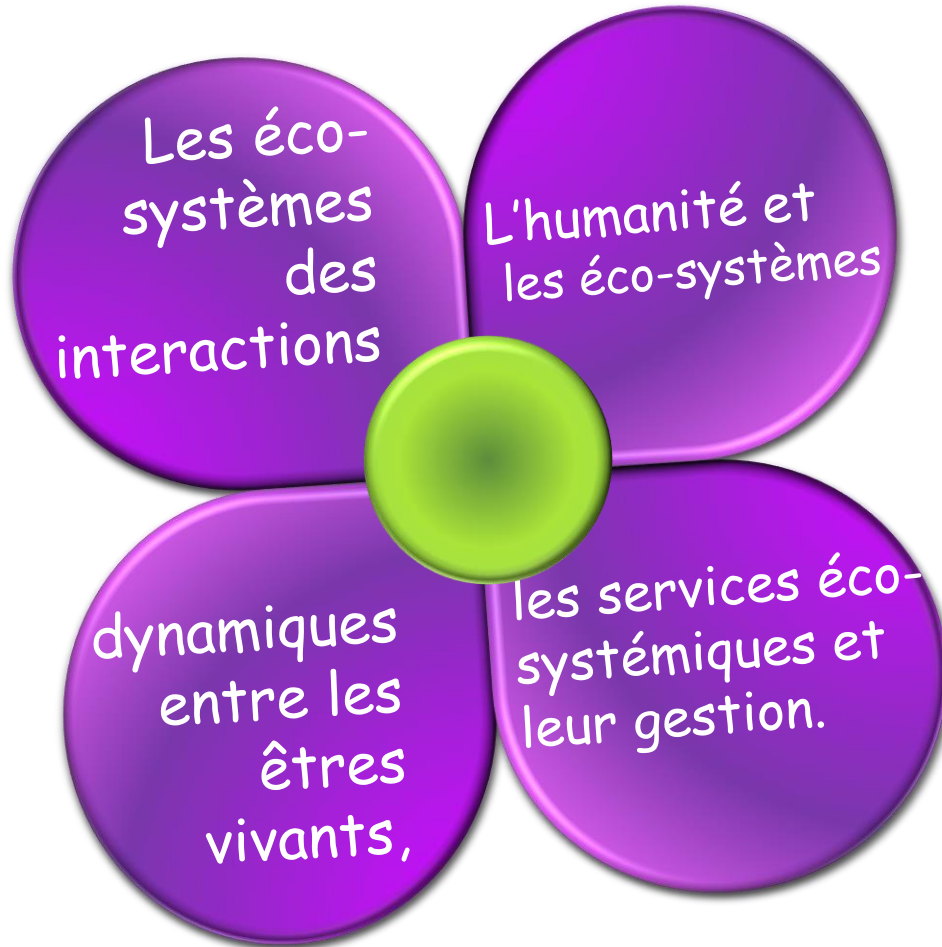 Les éco-
systèmes
des
interactions
dynamiques
entre les
êtres
vivants,
L’humanité et
les éco-systèmes
les services éco-
systémiques et
leur gestion.